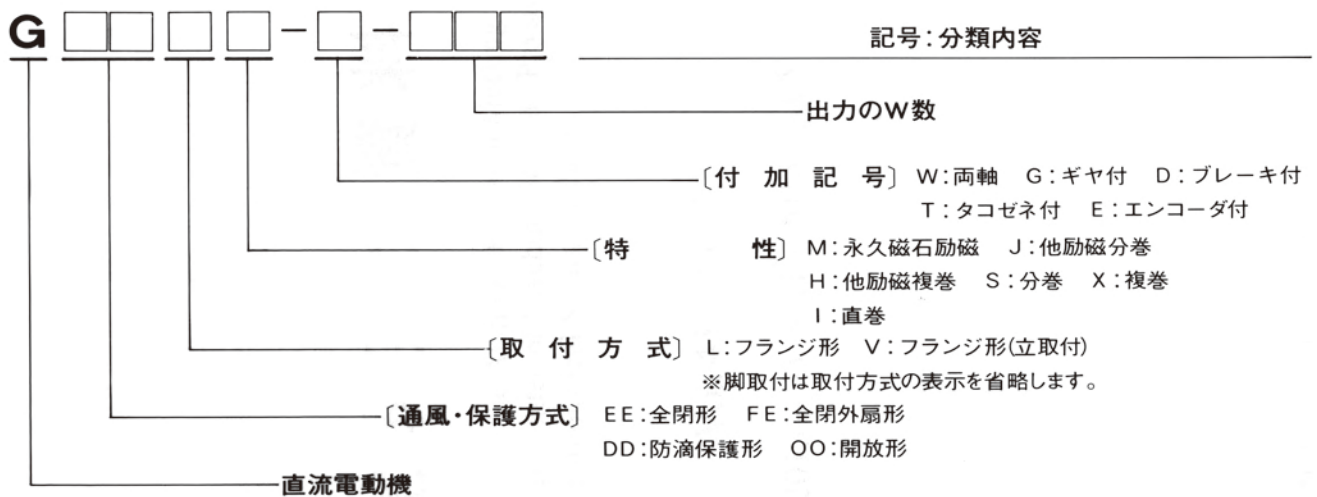 G □□ □ □ - □ - □□□
記号:分類内容
出力のW数
〔付加記号〕 W:両軸 G:ギヤ付 D:ブレーキ付
T:タコゼネ付 E:エンコーダ付
〔特性〕 M:永久磁石励磁 J:他励磁分巻
H:他励磁複巻 S:分巻 X:複巻
I:直巻
〔取付方式〕 L:フランジ形 V:フランジ形(立取付)
※脚取付は取付方式の表示を省略します。
〔通風・保護方式〕 EE:全閉形 FE:全閉外扇形
DD:防滴保護形 OO:開放形
直流電動機